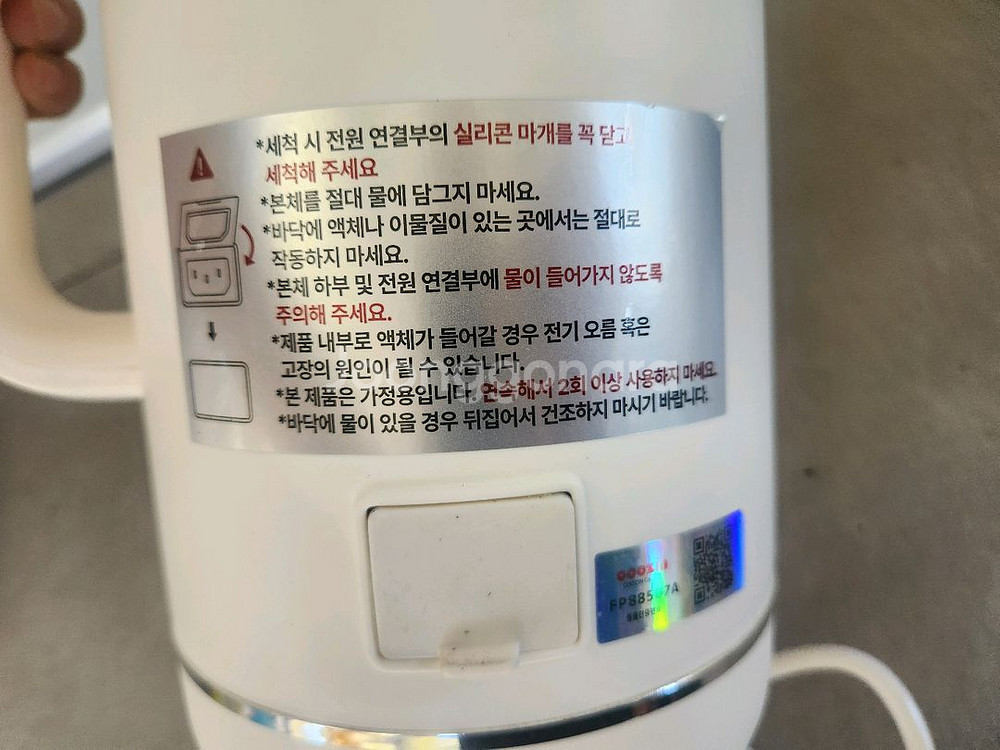 *세척 시 전원 연결부의 실리콘 마개를 꼭 닫고
세척해 주세요
*본체를 절대 물에 담그지 마세요.
*바닥에 액체나 이물질이 있는 곳에서는 절대로
작동하지 마세요.
*본체 하부 및 전원 연결부에 물이 들어가지 않도록
주의해 주세요.
*제품 내부로 액체가 들어갈 경우 전기 오름 혹은
고장의 원인이 될 수 있습니다.
*본 제품은 가정용입니다. 연속해서 2회 이상 사용하지 마세요.
*바닥에 물이 있을 경우 뒤집어서 건조하지 마시기 바랍니다.